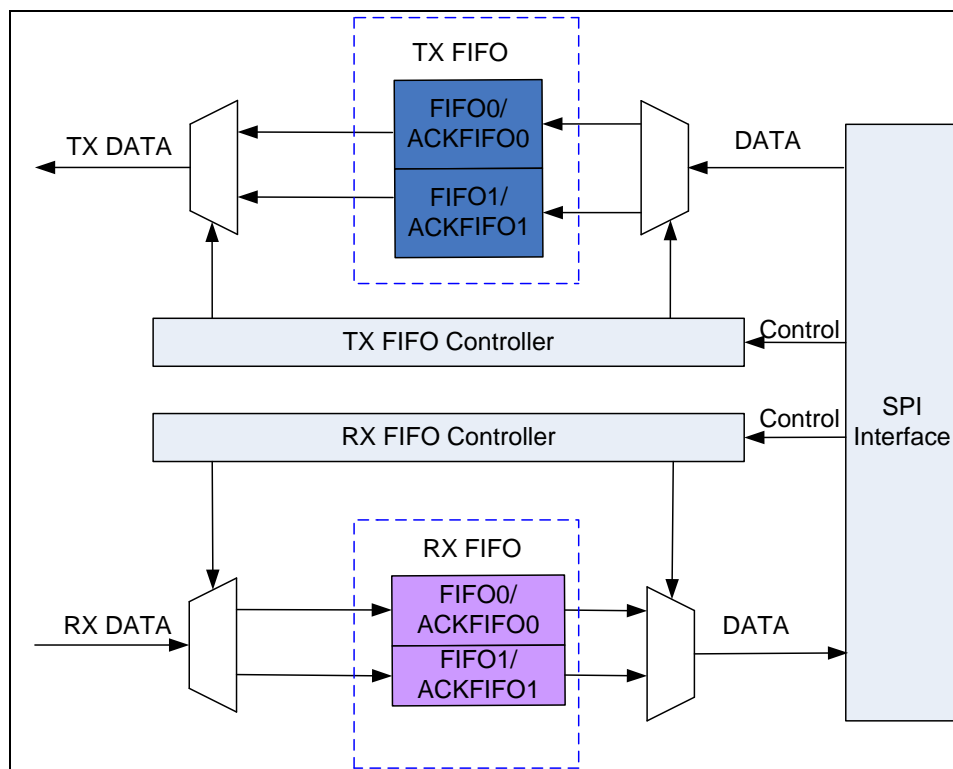 TX FIFO
FIFO0/
ACKFIFO0
TX DATA
DATA
FIFO1/
ACKFIFO1
Control
TX FIFO Controller
Control
RX FIFO Controller
SPI
Interface
RX FIFO
FIFO0/
ACKFIFO0
RX DATA
DATA
FIFO1/
ACKFIFO1